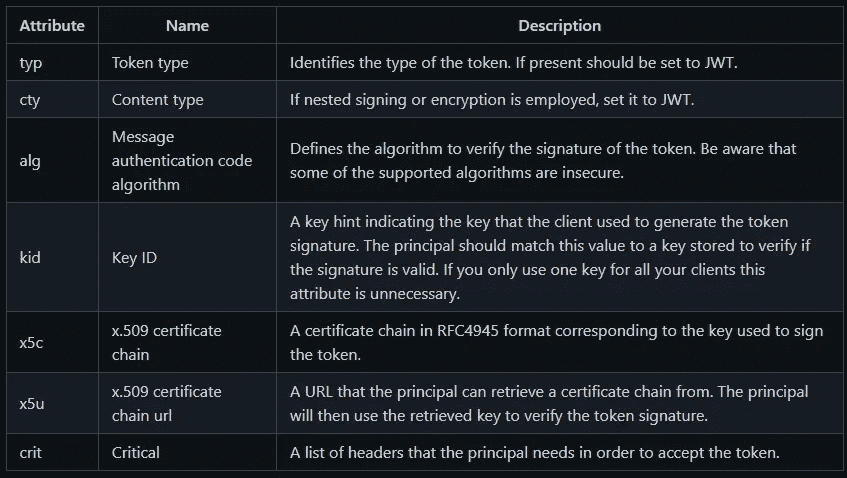 Attribute Name Description
typ Token type Identifies the type of the token. If present should be set to JWT.
cty Content type If nested signing or encryption is employed, set it to JWT.
alg Message authentication code algorithm Defines the algorithm to verify the signature of the token. Be aware that
some of the supported algorithms are insecure.
kid Key ID A key hint indicating the key that the client used to generate the token
signature. The principal should match this value to a key stored to verify if
the signature is valid. If you only use one key for all your clients this
attribute is unnecessary.
x5c x.509 certificate chain A certificate chain in RFC4945 format corresponding to the key used to sign
the token.
x5u x.509 certificate chain url A URL that the principal can retrieve a certificate chain from. The principal
will then use the retrieved key to verify the token signature.
crit Critical A list of headers that the principal needs in order to accept the token.